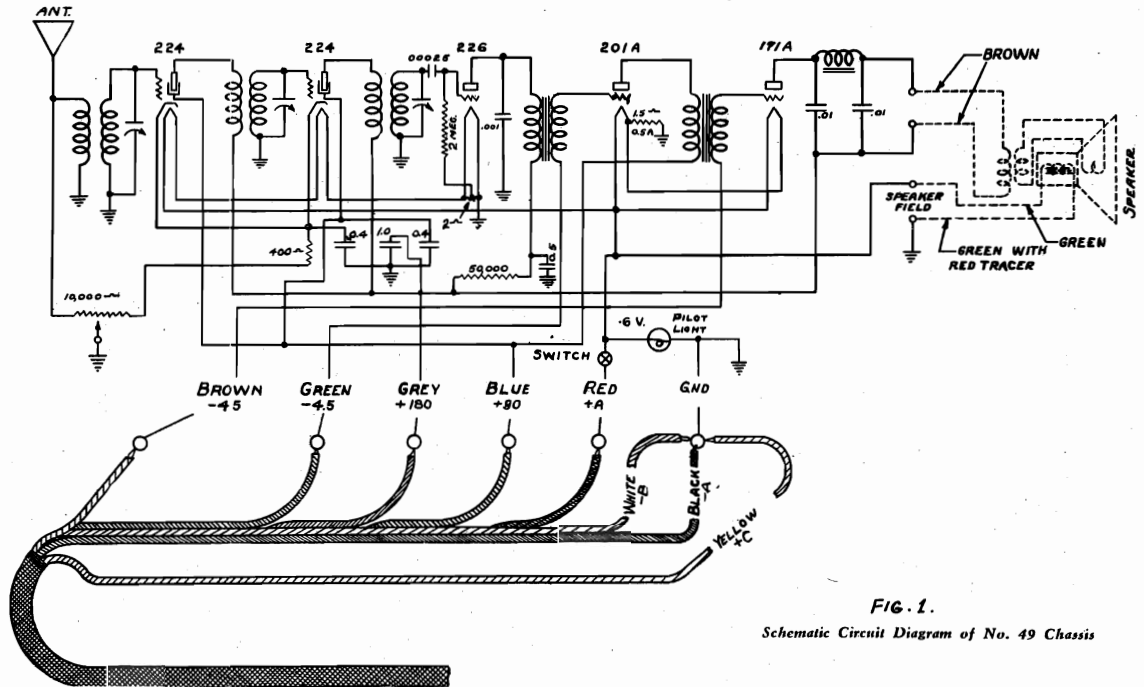 ANT.
224
224
.00025
226
201A
171A
BROWN
2 MEG.
.001
1.5~
0.5A
.01
.01
SPEAKER
SPEAKER FIELD
GREEN
GREEN WITH
RED TRACER
2~
400~
0.4
1.0
0.4
0.5
50,000
10,000~
.6 V.
PILOT
LIGHT
SWITCH
BROWN
-45
GREEN
-4.5
GREY
+180
BLUE
+90
RED
+A
GND
WHITE
-B
BLACK
-A
YELLOW
+C
FIG. 1.
Schematic Circuit Diagram of No. 49 Chassis